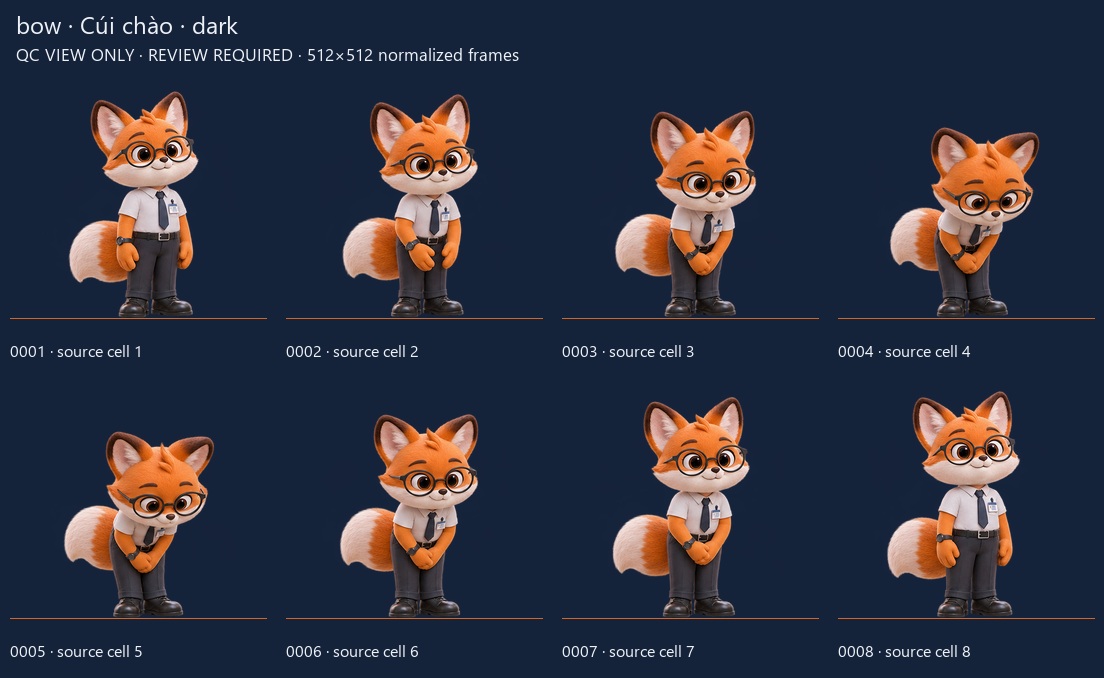 bow · Cúi chào · dark
QC VIEW ONLY · REVIEW REQUIRED · 512×512 normalized frames
0001 · source cell 1
0002 · source cell 2
0003 · source cell 3
0004 · source cell 4
0005 · source cell 5
0006 · source cell 6
0007 · source cell 7
0008 · source cell 8